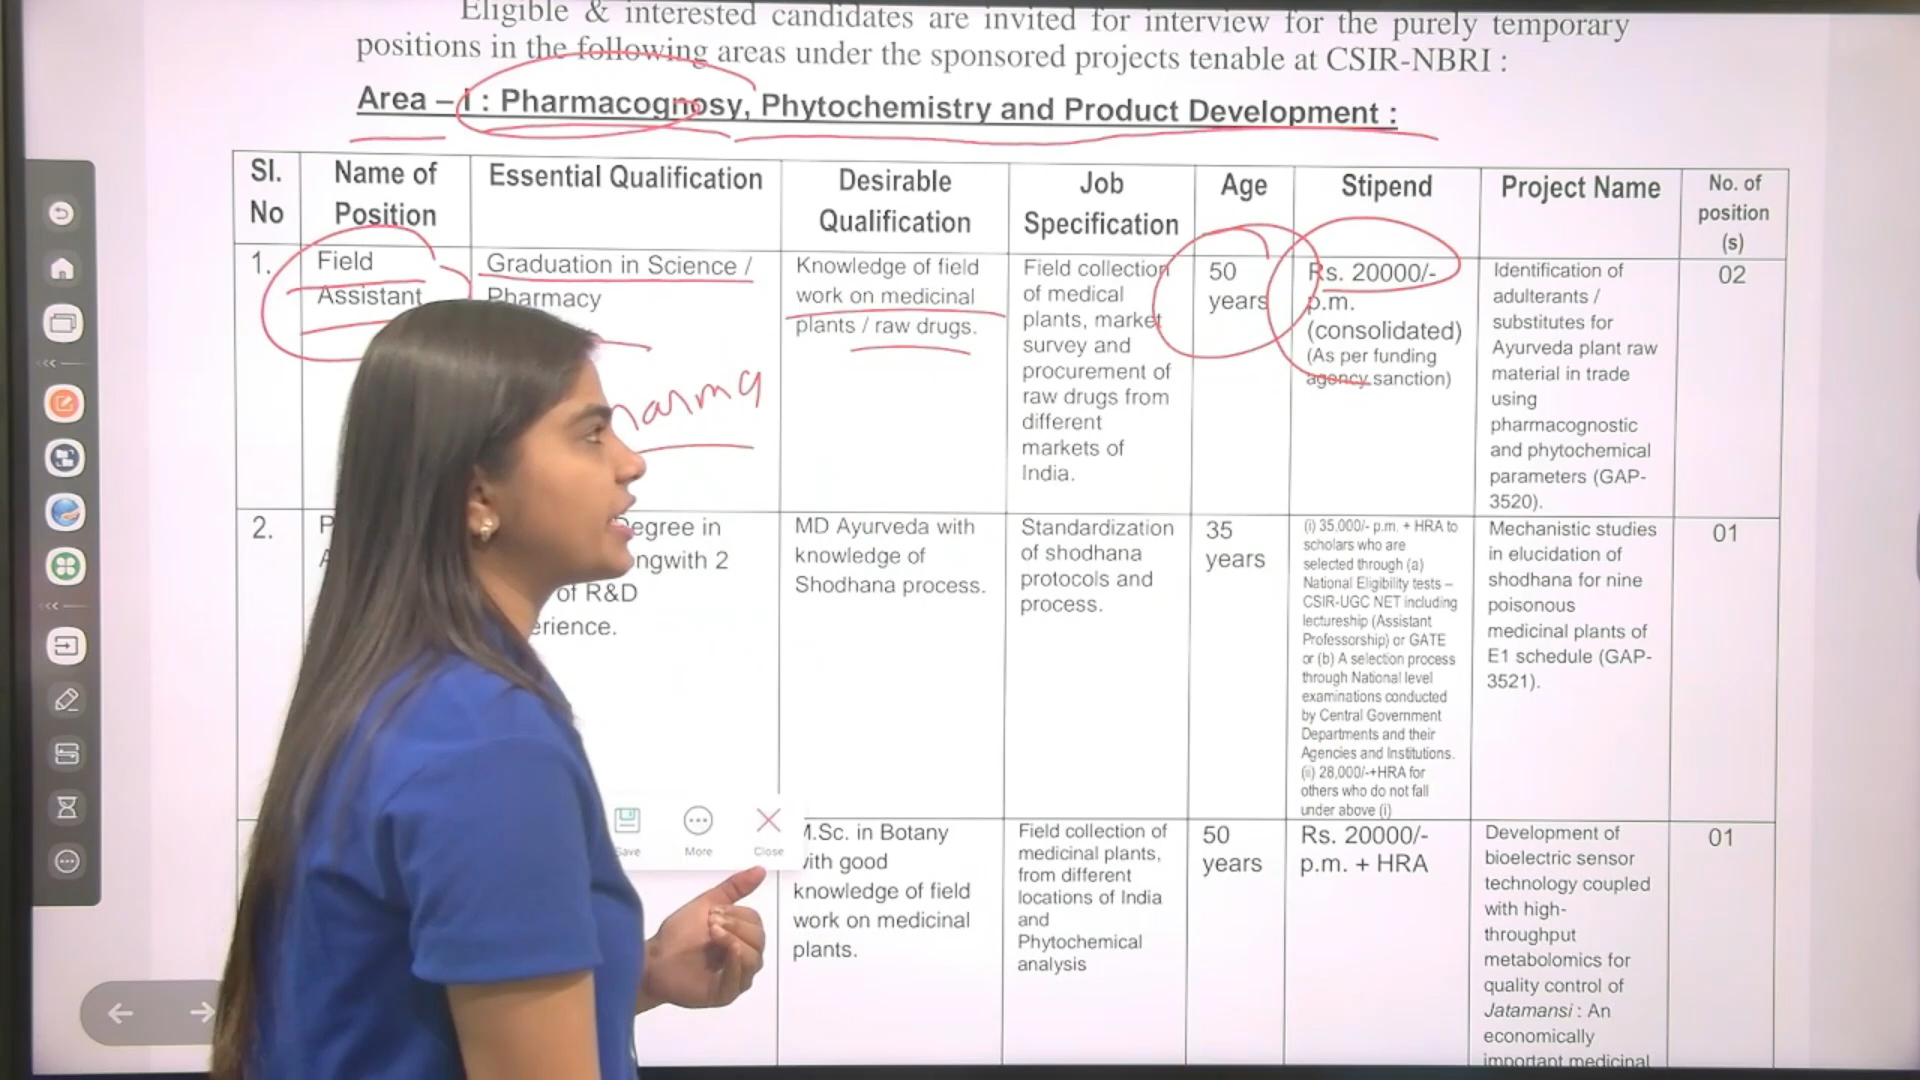 Eligible & interested candidates are invited for interview for the purely temporary
positions in the following areas under the sponsored projects tenable at CSIR-NBRI :
Area – I : Pharmacognosy, Phytochemistry and Product Development :
Sl.
No
Name of
Position
Essential Qualification
Desirable
Qualification
Job
Specification
Age
Stipend
Project Name
No. of
position
(s)
1.
Field
Assistant
Graduation in Science /
Pharmacy
Knowledge of field
work on medicinal
plants / raw drugs.
Field collection
of medical
plants, market
survey and
procurement of
raw drugs from
different
markets of
India.
50
years
Rs. 20000/-
p.m.
(consolidated)
(As per funding
agency sanction)
Identification of
adulterants /
substitutes for
Ayurveda plant raw
material in trade
using
pharmacognostic
and phytochemical
parameters (GAP-
3520).
02
2.
Degree in
2
of R&D
MD Ayurveda with
knowledge of
Shodhana process.
Standardization
of shodhana
protocols and
process.
35
years
(i) 35,000/- p.m. + HRA to
scholars who are
selected through (a)
National Eligibility tests –
CSIR-UGC NET including
lectureship (Assistant
Professorship) or GATE
or (b) A selection process
through National level
examinations conducted
by Central Government
Departments and their
Agencies and Institutions.
(ii) 28,000/-+HRA for
others who do not fall
under above (i)
Mechanistic studies
in elucidation of
shodhana for nine
poisonous
medicinal plants of
E1 schedule (GAP-
3521).
01
M.Sc. in Botany
with good
knowledge of field
work on medicinal
plants.
Field collection of
medicinal plants,
from different
locations of India
and
Phytochemical
analysis
50
years
Rs. 20000/-
p.m. + HRA
Development of
bioelectric sensor
technology coupled
with high-
throughput
metabolomics for
quality control of
Jatamansi : An
economically
important medicinal
01
Save
More
Close